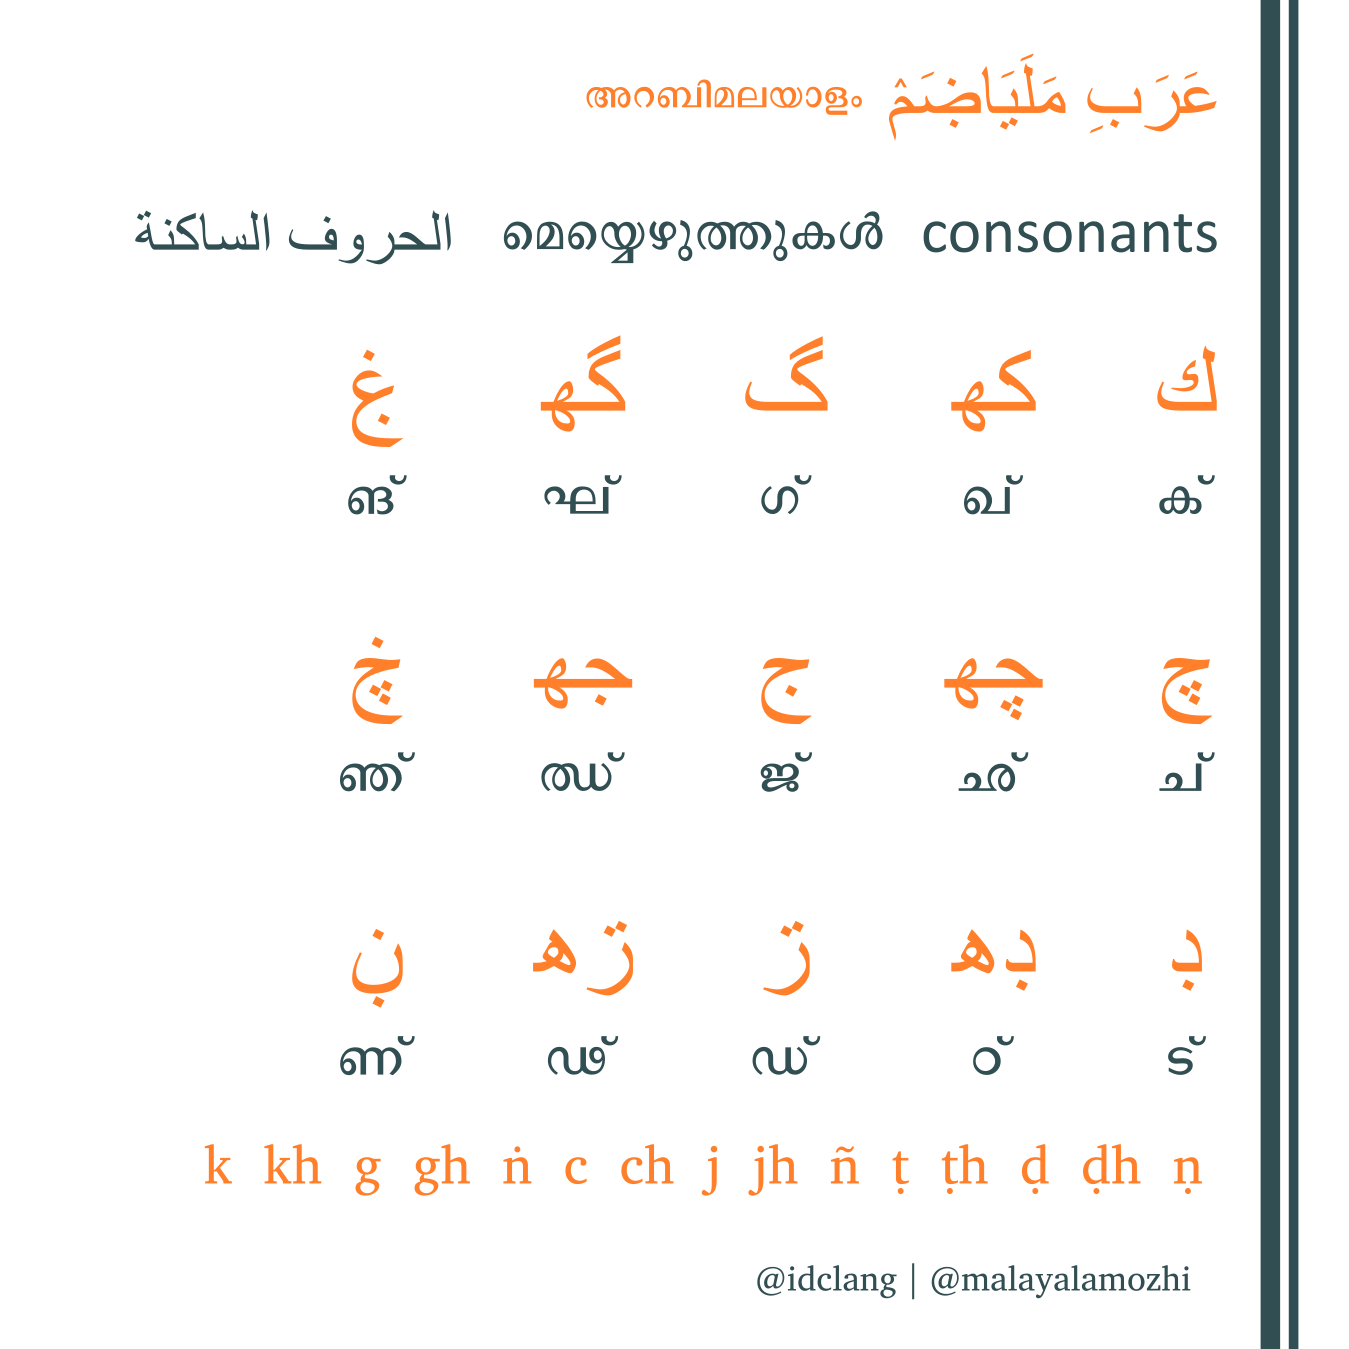 عَرَبِ مَلَيَاۻَمٛ അറബിമലയാളം
الحروف الساكنة മെയ്യെഴുത്തുകൾ consonants
ك کھ گ گھ ۼ
ക് ഖ് ഗ് ഘ് ങ്
چ چھ ج جھ ڿ
ച് ഛ് ജ് ഝ് ഞ്
ڊ ڊھ ڗ ڗھ ڹ
ട് ഠ് ഡ് ഢ് ണ്
k kh g gh ṅ c ch j jh ñ ṭ ṭh ḍ ḍh ṇ
@idclang | @malayalamozhi